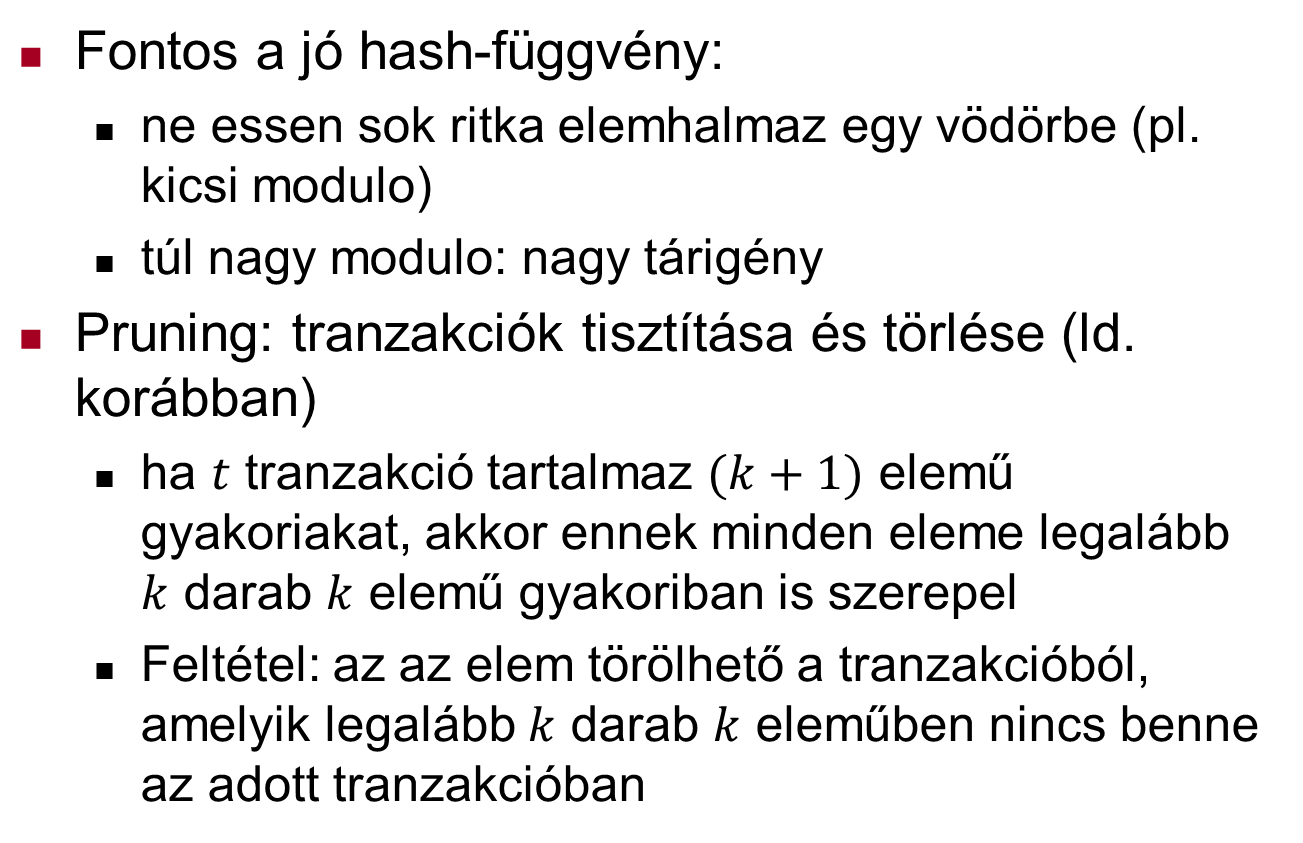 Fontos a jó hash-függvény:
ne essen sok ritka elemhalmaz egy vödörbe (pl.
kicsi modulo)
túl nagy modulo: nagy tárigény
Pruning: tranzakciók tisztítása és törlése (ld.
korábban)
ha t tranzakció tartalmaz (k + 1) elemű
gyakoriakat, akkor ennek minden eleme legalább
k darab k elemű gyakoriban is szerepel
Feltétel: az az elem törölhető a tranzakcióból,
amelyik legalább k darab k eleműben nincs benne
az adott tranzakcióban